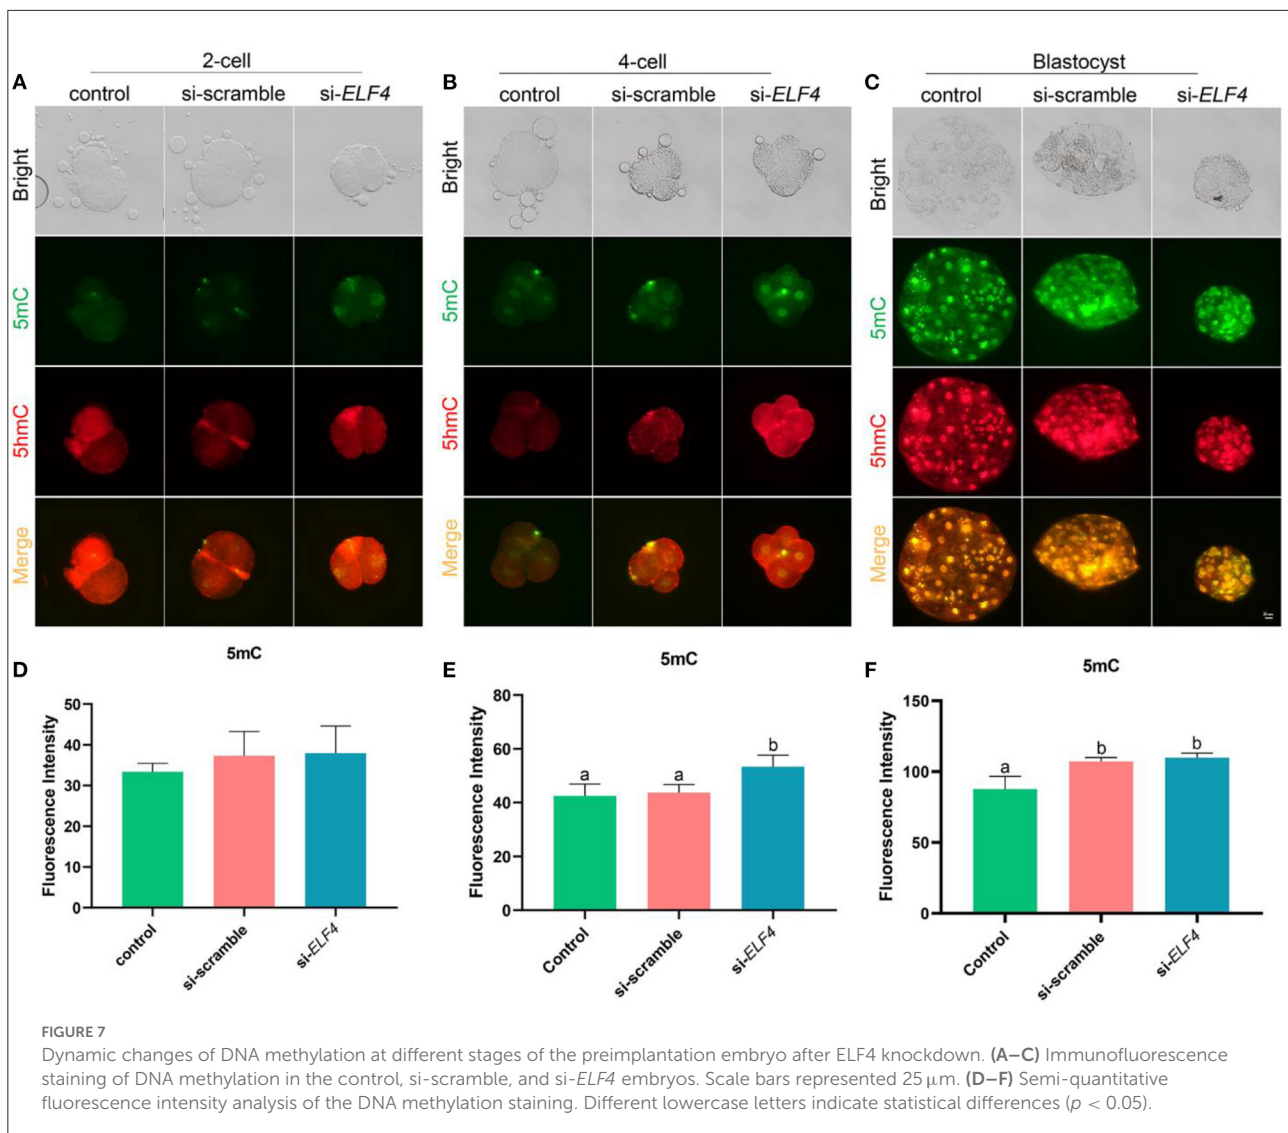 A
2-cell
control si-scramble si-ELF4
Bright
5mC
5hmC
Merge
B
4-cell
control si-scramble si-ELF4
Bright
5mC
5hmC
Merge
C
Blastocyst
control si-scramble si-ELF4
Bright
5mC
5hmC
Merge
D
5mC
Fluorescence Intensity
50
40
30
20
10
0
control
si-scramble
si-ELF4
E
5mC
Fluorescence Intensity
80
60
40
20
0
a
a
b
Control
si-scramble
si-ELF4
F
5mC
Fluorescence Intensity
150
100
50
0
a
b
b
Control
si-scramble
si-ELF4
FIGURE 7
Dynamic changes of DNA methylation at different stages of the preimplantation embryo after ELF4 knockdown. (A–C) Immunofluorescence
staining of DNA methylation in the control, si-scramble, and si-ELF4 embryos. Scale bars represented 25 μm. (D–F) Semi-quantitative
fluorescence intensity analysis of the DNA methylation staining. Different lowercase letters indicate statistical differences (p < 0.05).